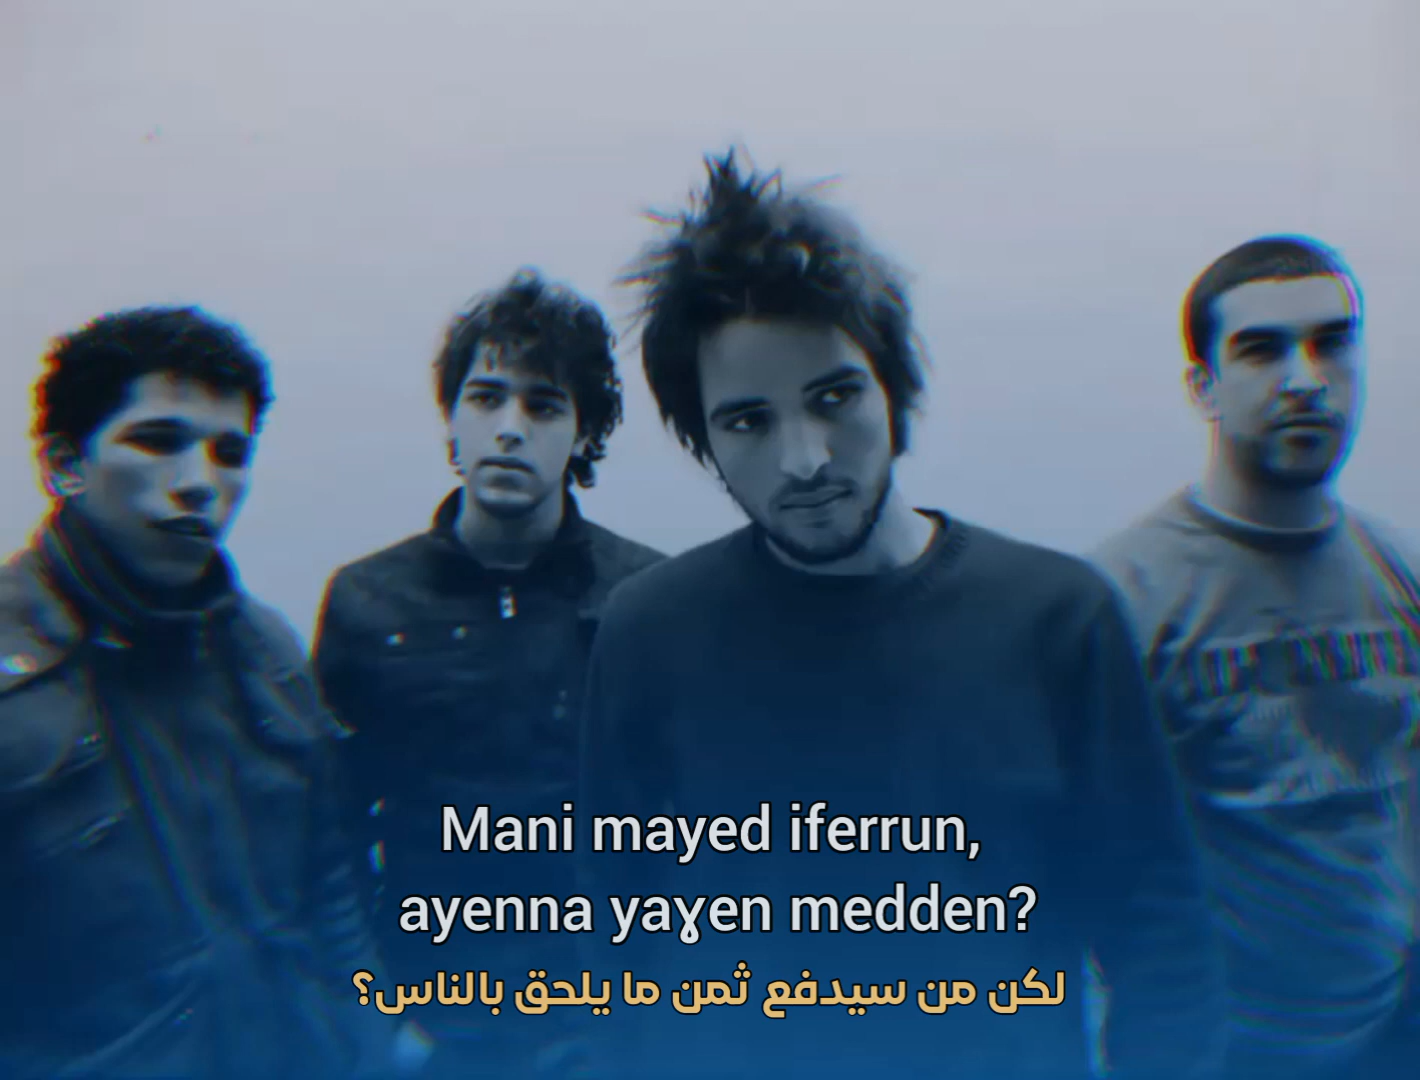 Mani mayed iferrun,
ayenna yaɣen medden?
لكن من سيدفع ثمن ما يلحق بالناس؟